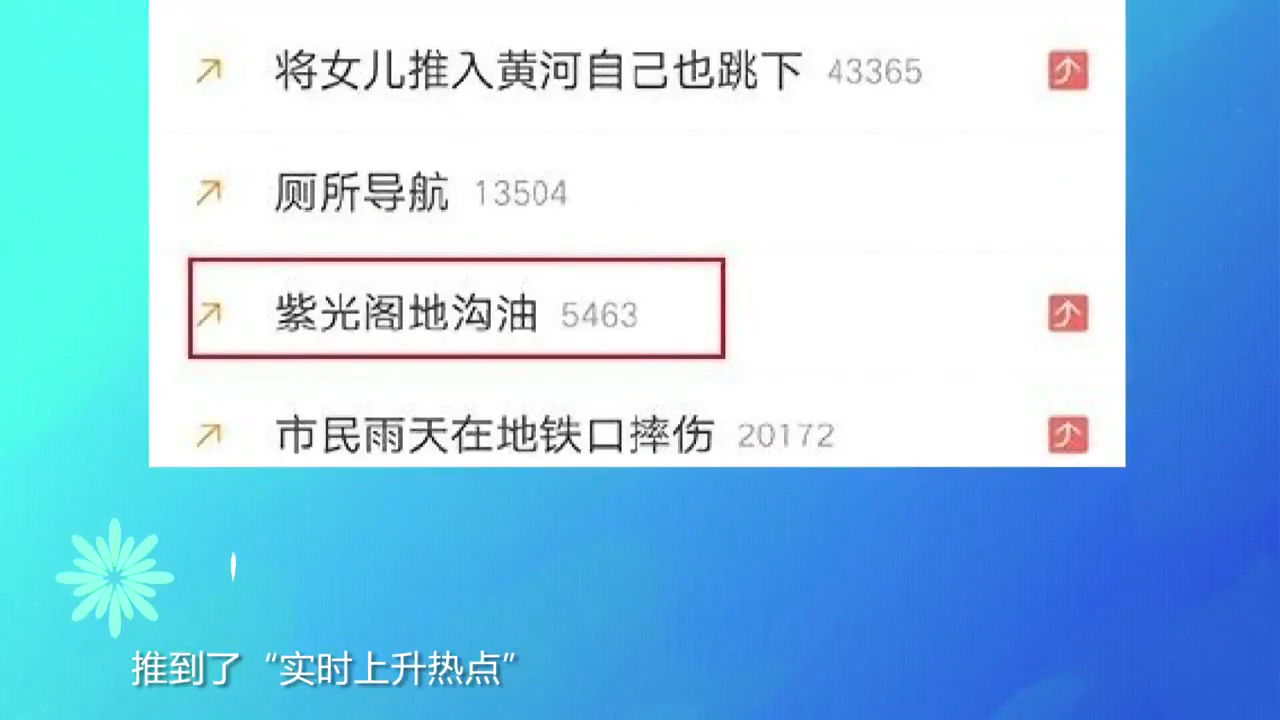 将女儿推入黄河自己也跳下 43365
厕所导航 13504
紫光阁地沟油 5463
市民雨天在地铁口摔伤 20172
推到了“实时上升热点”